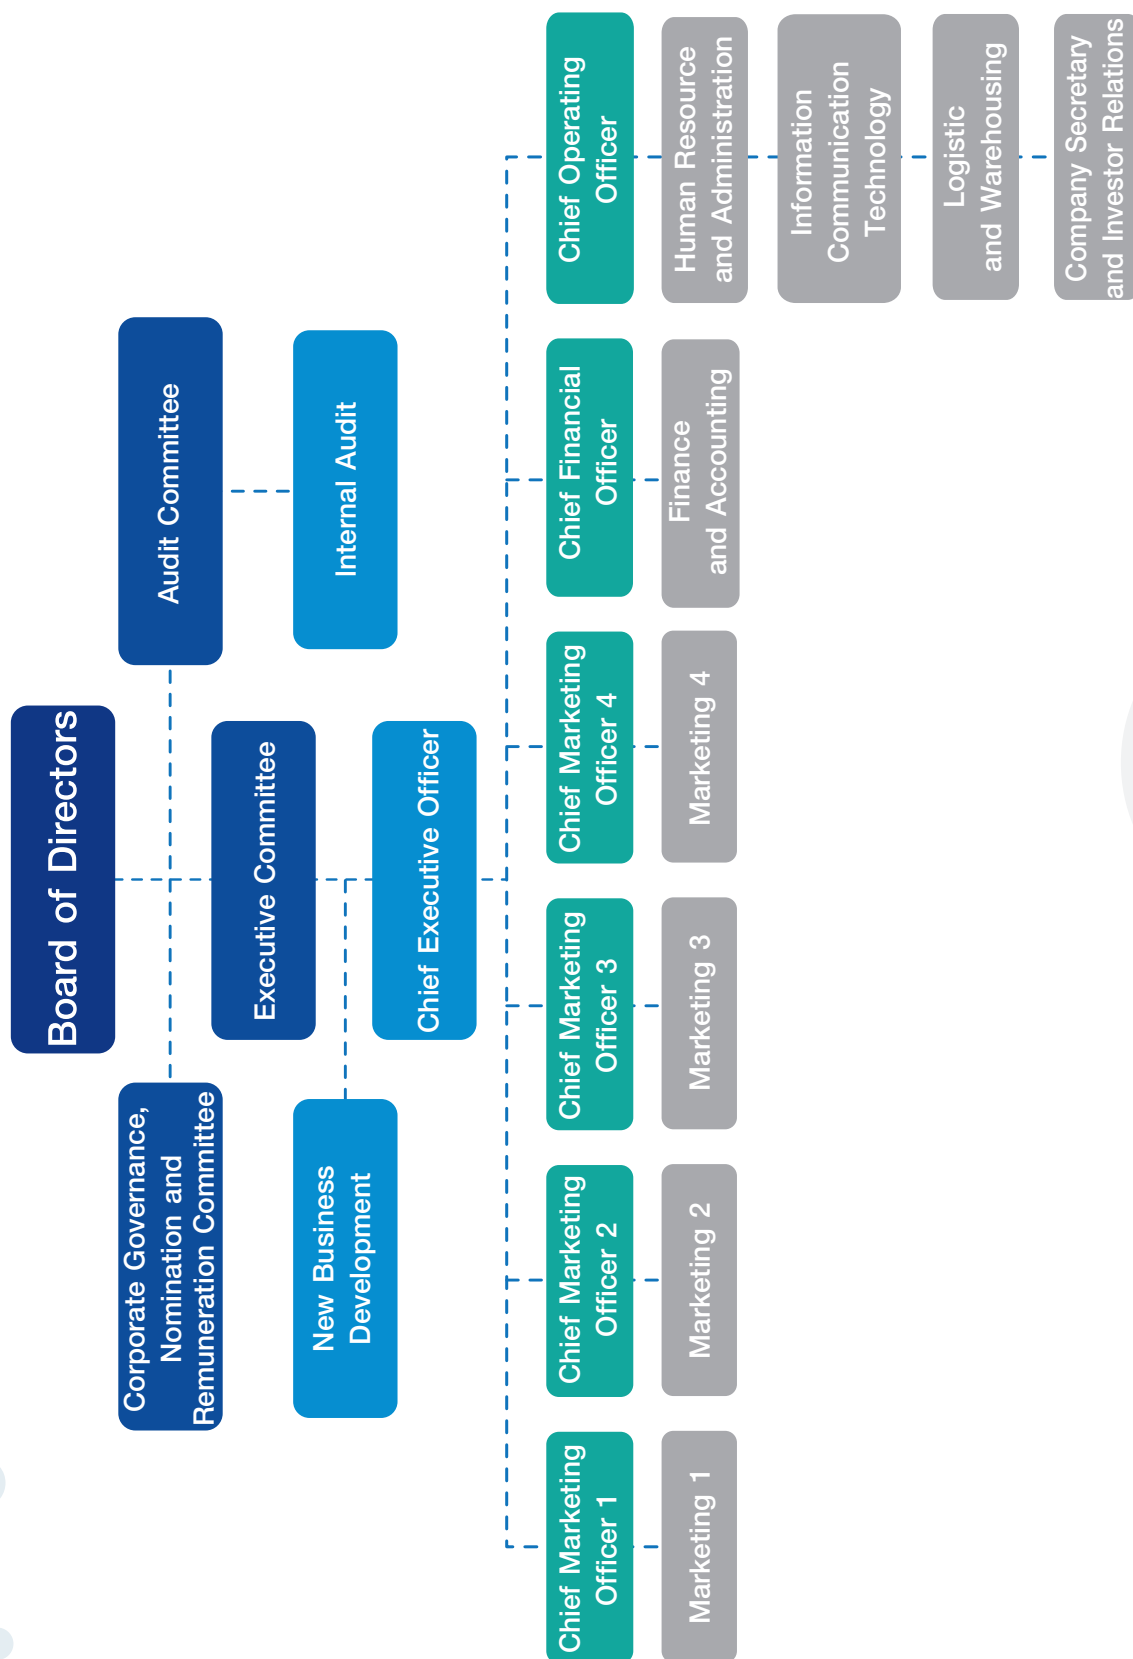 Board of Directors
Corporate Governance,
Nomination and
Remuneration Committee
Audit Committee
Executive Committee
New Business
Development
Internal Audit
Chief Executive Officer
Chief Marketing
Officer 1
Chief Marketing
Officer 2
Chief Marketing
Officer 3
Chief Marketing
Officer 4
Chief Financial
Officer
Chief Operating
Officer
Marketing 1
Marketing 2
Marketing 3
Marketing 4
Finance
and Accounting
Human Resource
and Administration
Information
Communication
Technology
Logistic
and Warehousing
Company Secretary
and Investor Relations